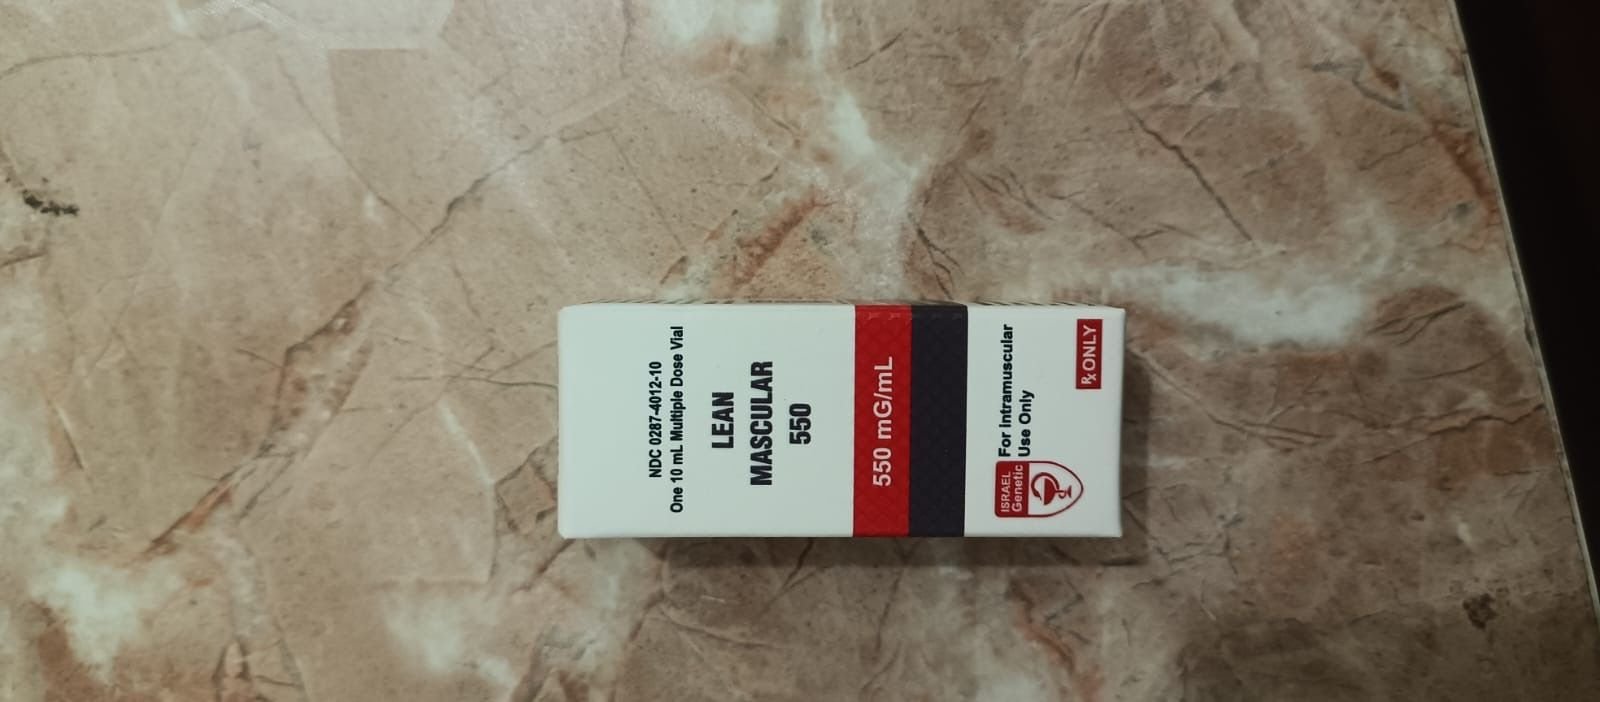 NDC 0287-4012-10
One 10 mL Multiple Dose Vial
LEAN
MASCULAR
550
550 mG/mL
For Intramuscular
Use Only
ISRAEL
Genetic
℞ ONLY